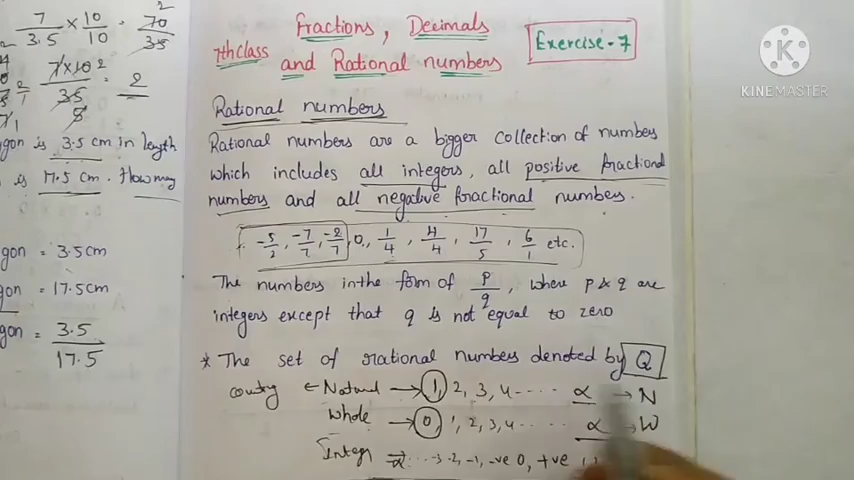 7/3.5 × 10/10 = 70/35 2
7×10 2/35 = 2
gon is 3.5 cm in length
is 17.5 cm. How many
gon = 3.5cm
gon = 17.5cm
gon = 3.5/17.5
Fractions, Decimals
7th class and Rational numbers
Exercise-7
KINEMASTER
Rational numbers
Rational numbers are a bigger collection of numbers
which includes all integers, all positive fractional
numbers and all negative fractional numbers.
-5/2, -7/7, -2/7, 0, 1/4, 4/4, 17/5, 6/1 etc.
The numbers in the form of p/q, where p & q are
integers except that q is not equal to zero
* The set of rational numbers denoted by Q
← Natural → 1, 2, 3, 4 ..... α → N
Whole → 0, 1, 2, 3, 4 ..... α → W
... -3 -2, -1, -ve 0, +ve